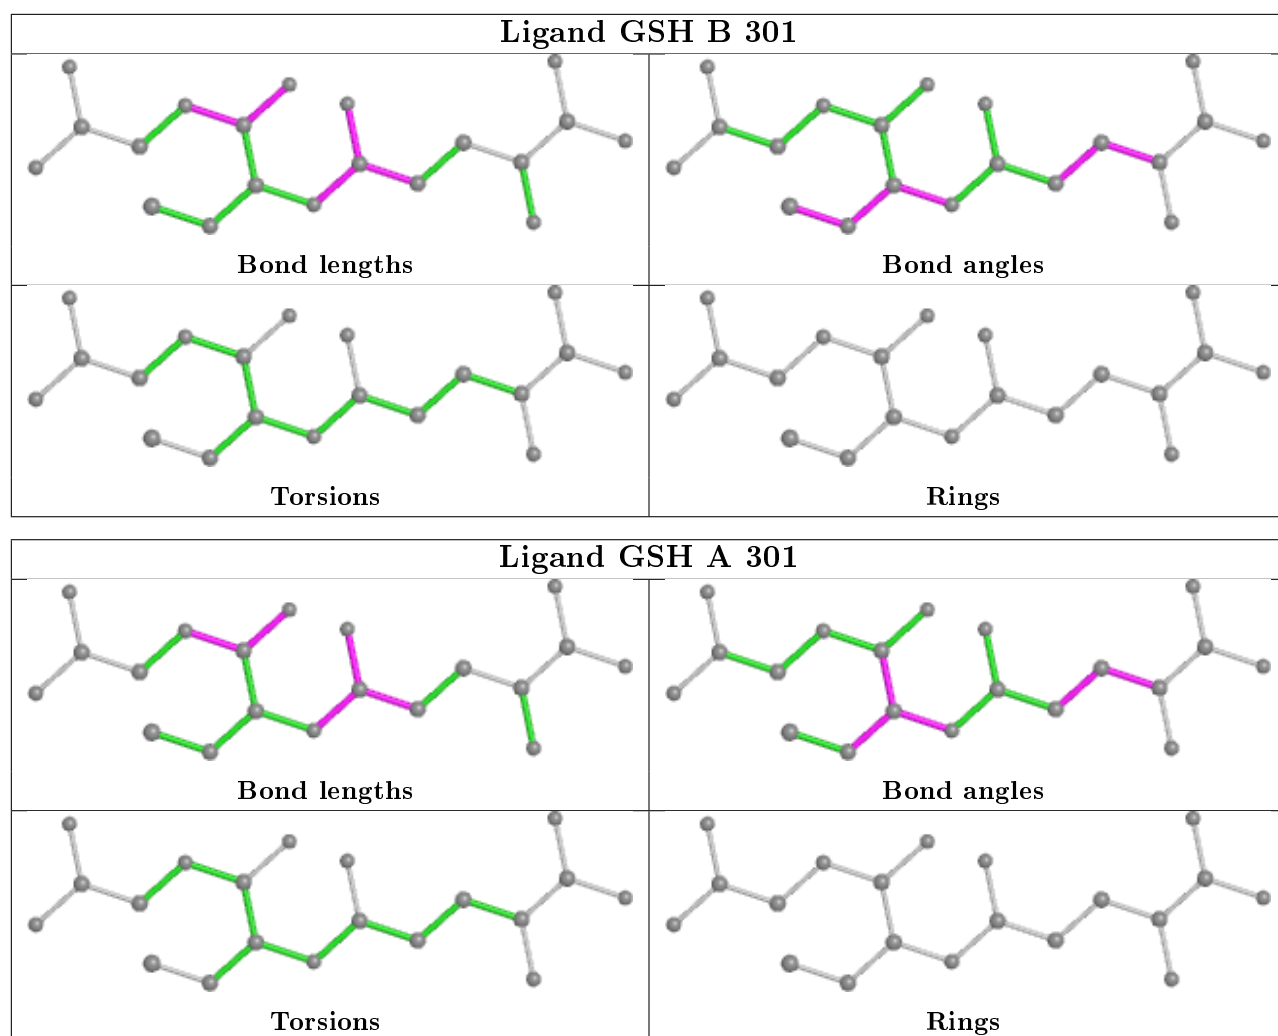 Ligand GSH B 301
Bond lengths
Bond angles
Torsions
Rings
Ligand GSH A 301
Bond lengths
Bond angles
Torsions
Rings